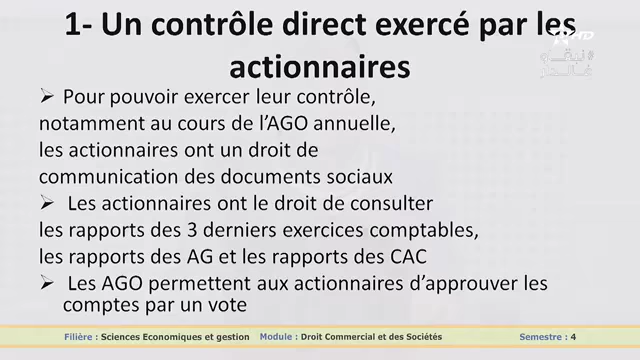 1- Un contrôle direct exercé par les
actionnaires
HD
#نبقاو
فالدار
➢ Pour pouvoir exercer leur contrôle,
notamment au cours de l’AGO annuelle,
les actionnaires ont un droit de
communication des documents sociaux
➢ Les actionnaires ont le droit de consulter
les rapports des 3 derniers exercices comptables,
les rapports des AG et les rapports des CAC
➢ Les AGO permettent aux actionnaires d’approuver les
comptes par un vote
Filière : Sciences Economiques et gestion Module : Droit Commercial et des Sociétés Semestre : 4